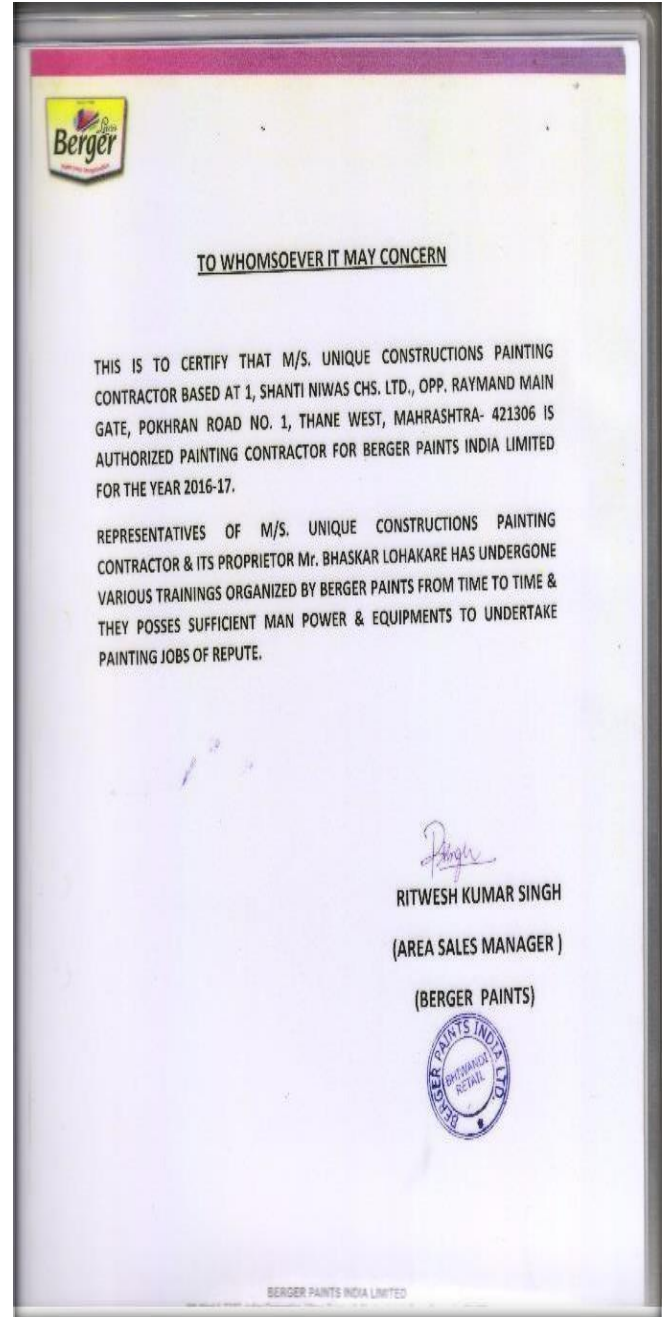 Berger
TO WHOMSOEVER IT MAY CONCERN
THIS IS TO CERTIFY THAT M/S. UNIQUE CONSTRUCTIONS PAINTING
CONTRACTOR BASED AT 1, SHANTI NIWAS CHS. LTD., OPP. RAYMAND MAIN
GATE, POKHRAN ROAD NO. 1, THANE WEST, MAHRASHTRA- 421306 IS
AUTHORIZED PAINTING CONTRACTOR FOR BERGER PAINTS INDIA LIMITED
FOR THE YEAR 2016-17.
REPRESENTATIVES OF M/S. UNIQUE CONSTRUCTIONS PAINTING
CONTRACTOR & ITS PROPRIETOR Mr. BHASKAR LOHAKARE HAS UNDERGONE
VARIOUS TRAININGS ORGANIZED BY BERGER PAINTS FROM TIME TO TIME &
THEY POSSES SUFFICIENT MAN POWER & EQUIPMENTS TO UNDERTAKE
PAINTING JOBS OF REPUTE.
RITWESH KUMAR SINGH
(AREA SALES MANAGER )
(BERGER PAINTS)
BERGER PAINTS INDIA LTD.
BHIWANDI
RETAIL
BERGER PAINTS INDIA LIMITED